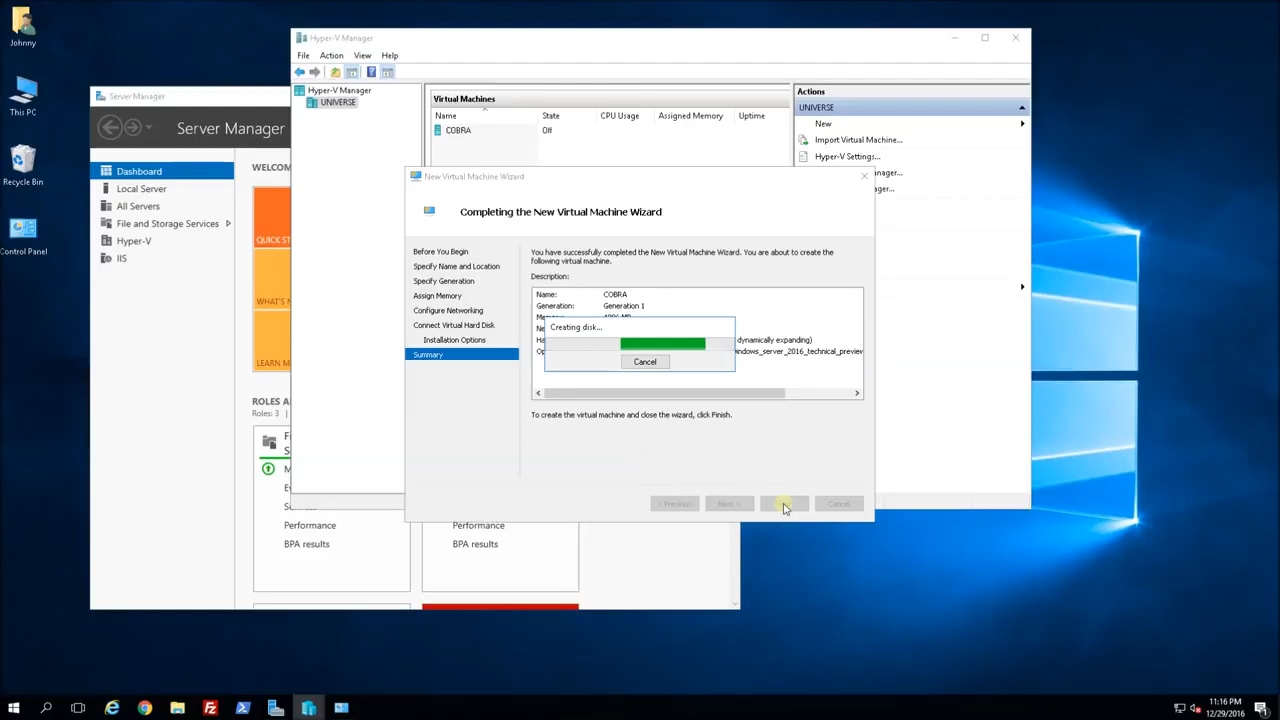 Johnny
This PC
Recycle Bin
Control Panel
Server Manager
Server Manager
Dashboard
Local Server
All Servers
File and Storage Services
Hyper-V
IIS
WELCOM
QUICK ST
WHAT'S N
LEARN M
ROLES A
Roles: 3
Performance
BPA results
Performance
BPA results
Hyper-V Manager
File Action View Help
Hyper-V Manager
UNIVERSE
Virtual Machines
Name State CPU Usage Assigned Memory Uptime
COBRA Off
Actions
UNIVERSE
New
Import Virtual Machine...
Hyper-V Settings...
anager...
ger...
New Virtual Machine Wizard
Completing the New Virtual Machine Wizard
Before You Begin
Specify Name and Location
Specify Generation
Assign Memory
Configure Networking
Connect Virtual Hard Disk
Installation Options
Summary
You have successfully completed the New Virtual Machine Wizard. You are about to create the
following virtual machine.
Description:
Name: COBRA
Generation: Generation 1
dynamically expanding)
indows_server_2016_technical_preview
Creating disk...
Cancel
To create the virtual machine and close the wizard, click Finish.
< Previous Next > Cancel
11:16 PM
12/29/2016